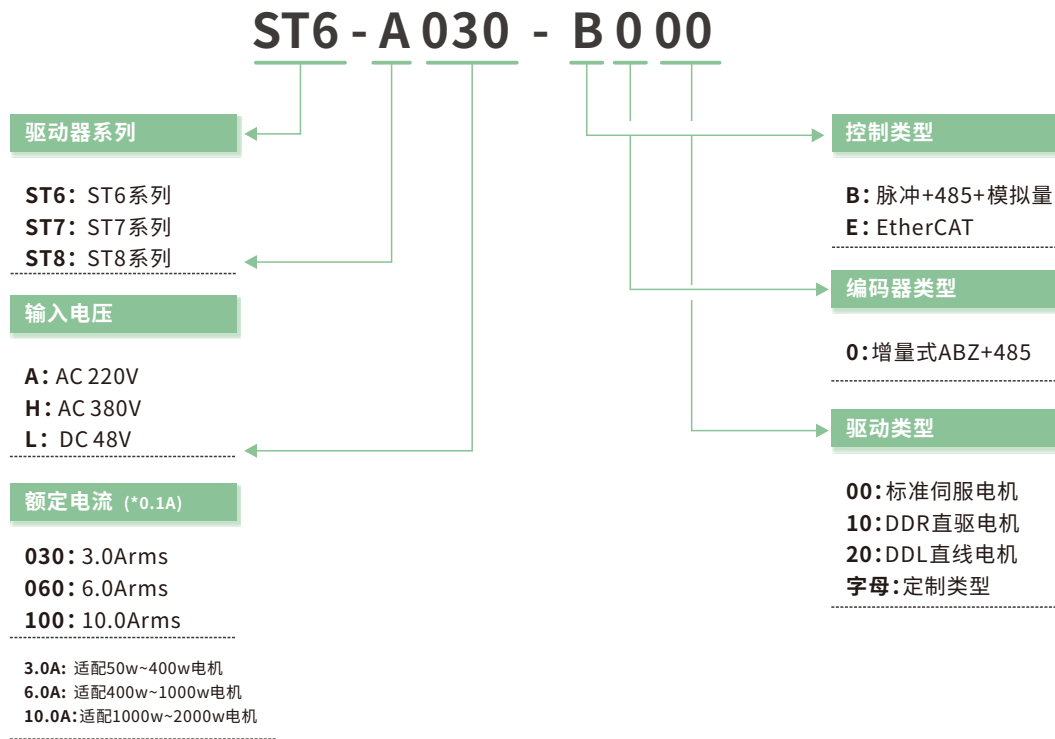 ST6 - A 030 - B 0 00
驱动器系列
ST6：ST6系列
ST7：ST7系列
ST8：ST8系列
输入电压
A：AC 220V
H：AC 380V
L：DC 48V
额定电流 (*0.1A)
030：3.0Arms
060：6.0Arms
100：10.0Arms
3.0A: 适配50w~400w电机
6.0A: 适配400w~1000w电机
10.0A：适配1000w~2000w电机
控制类型
B：脉冲+485+模拟量
E：EtherCAT
编码器类型
0：增量式ABZ+485
驱动类型
00：标准伺服电机
10：DDR直驱电机
20：DDL直线电机
字母：定制类型